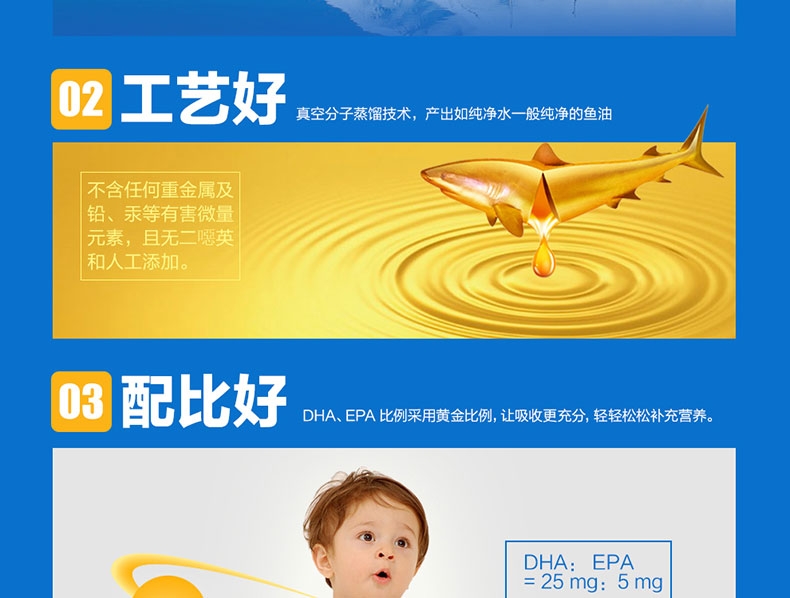 02 工艺好 真空分子蒸馏技术，产出如纯净水一般纯净的鱼油
不含任何重金属及
铅、汞等有害微量
元素，且无二噁英
和人工添加。
03 配比好 DHA、EPA 比例采用黄金比例，让吸收更充分，轻轻松松补充营养。
DHA： EPA
= 25 mg：5 mg